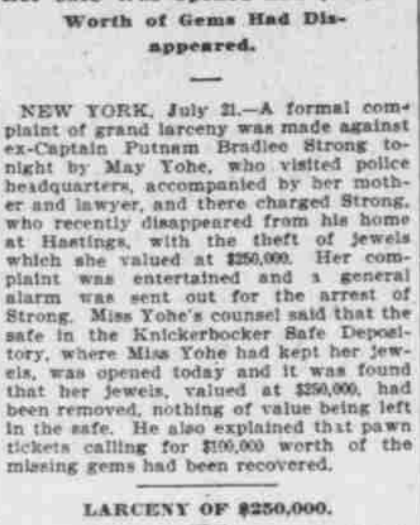 Worth of Gems Had Dis-
appeared.
NEW YORK, July 21.—A formal com-
plaint of grand larceny was made against
ex-Captain Putnam Bradlee Strong to-
night by May Yohe, who visited police
headquarters, accompanied by her moth-
er and lawyer, and there charged Strong,
who recently disappeared from his home
at Hastings, with the theft of jewels
which she valued at $250,000. Her com-
plaint was entertained and a general
alarm was sent out for the arrest of
Strong. Miss Yohe's counsel said that the
safe in the Knickerbocker Safe Deposi-
tory, where Miss Yohe had kept her jew-
els, was opened today and it was found
that her jewels, valued at $250,000, had
been removed, nothing of value being left
in the safe. He also explained that pawn
tickets calling for $100,000 worth of the
missing gems had been recovered.
LARCENY OF $250,000.